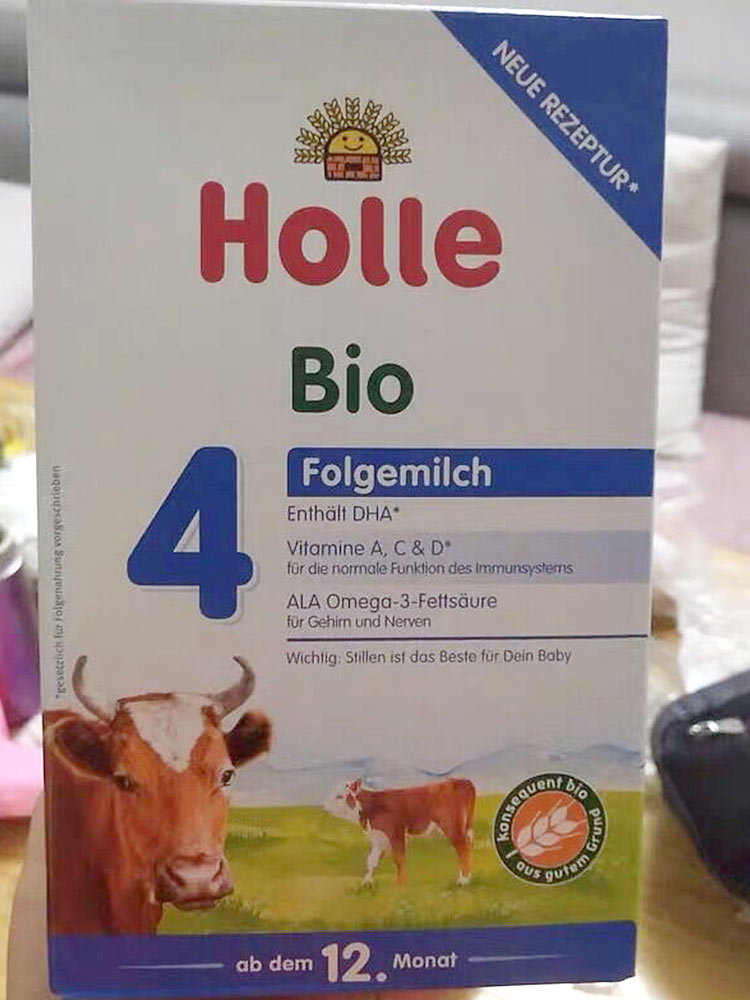 NEUE REZEPTUR*
Holle
Bio
4
Folgemilch
Enthält DHA*
Vitamine A, C & D*
für die normale Funktion des Immunsystems
ALA Omega-3-Fettsäure
für Gehirn und Nerven
Wichtig: Stillen ist das Beste für Dein Baby
*gesetzlich für Folgenahrung vorgeschrieben
konsequent bio
aus gutem Grund
ab dem 12. Monat